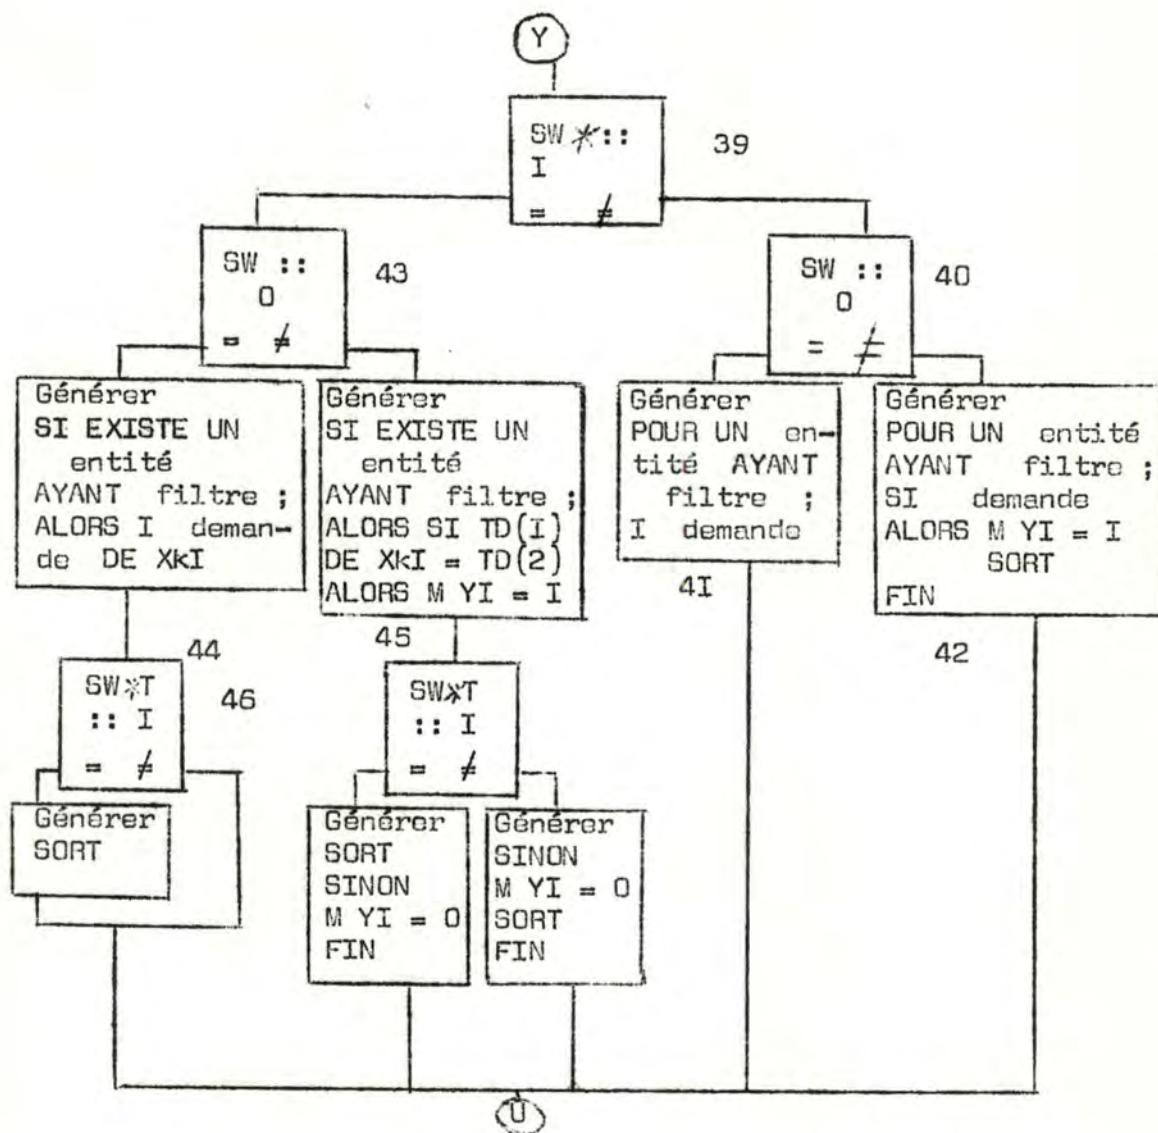 Y
SW *::
I
= ≠
39
SW ::
0
= ≠
43
SW ::
0
= ≠
40
Générer
SI EXISTE UN
entité
AYANT filtre ;
ALORS I deman-
de DE XkI
Générer
SI EXISTE UN
entité
AYANT filtre ;
ALORS SI TD(I)
DE XkI = TD(2)
ALORS M YI = I
Générer
POUR UN en-
tité AYANT
filtre ;
I demande
Générer
POUR UN entité
AYANT filtre ;
SI demande
ALORS M YI = I
SORT
FIN
44
45
4I
42
SW*T
:: I
= ≠
46
SW*T
:: I
= ≠
Générer
SORT
Générer
SORT
SINON
M YI = 0
FIN
Générer
SINON
M YI = 0
SORT
FIN
U